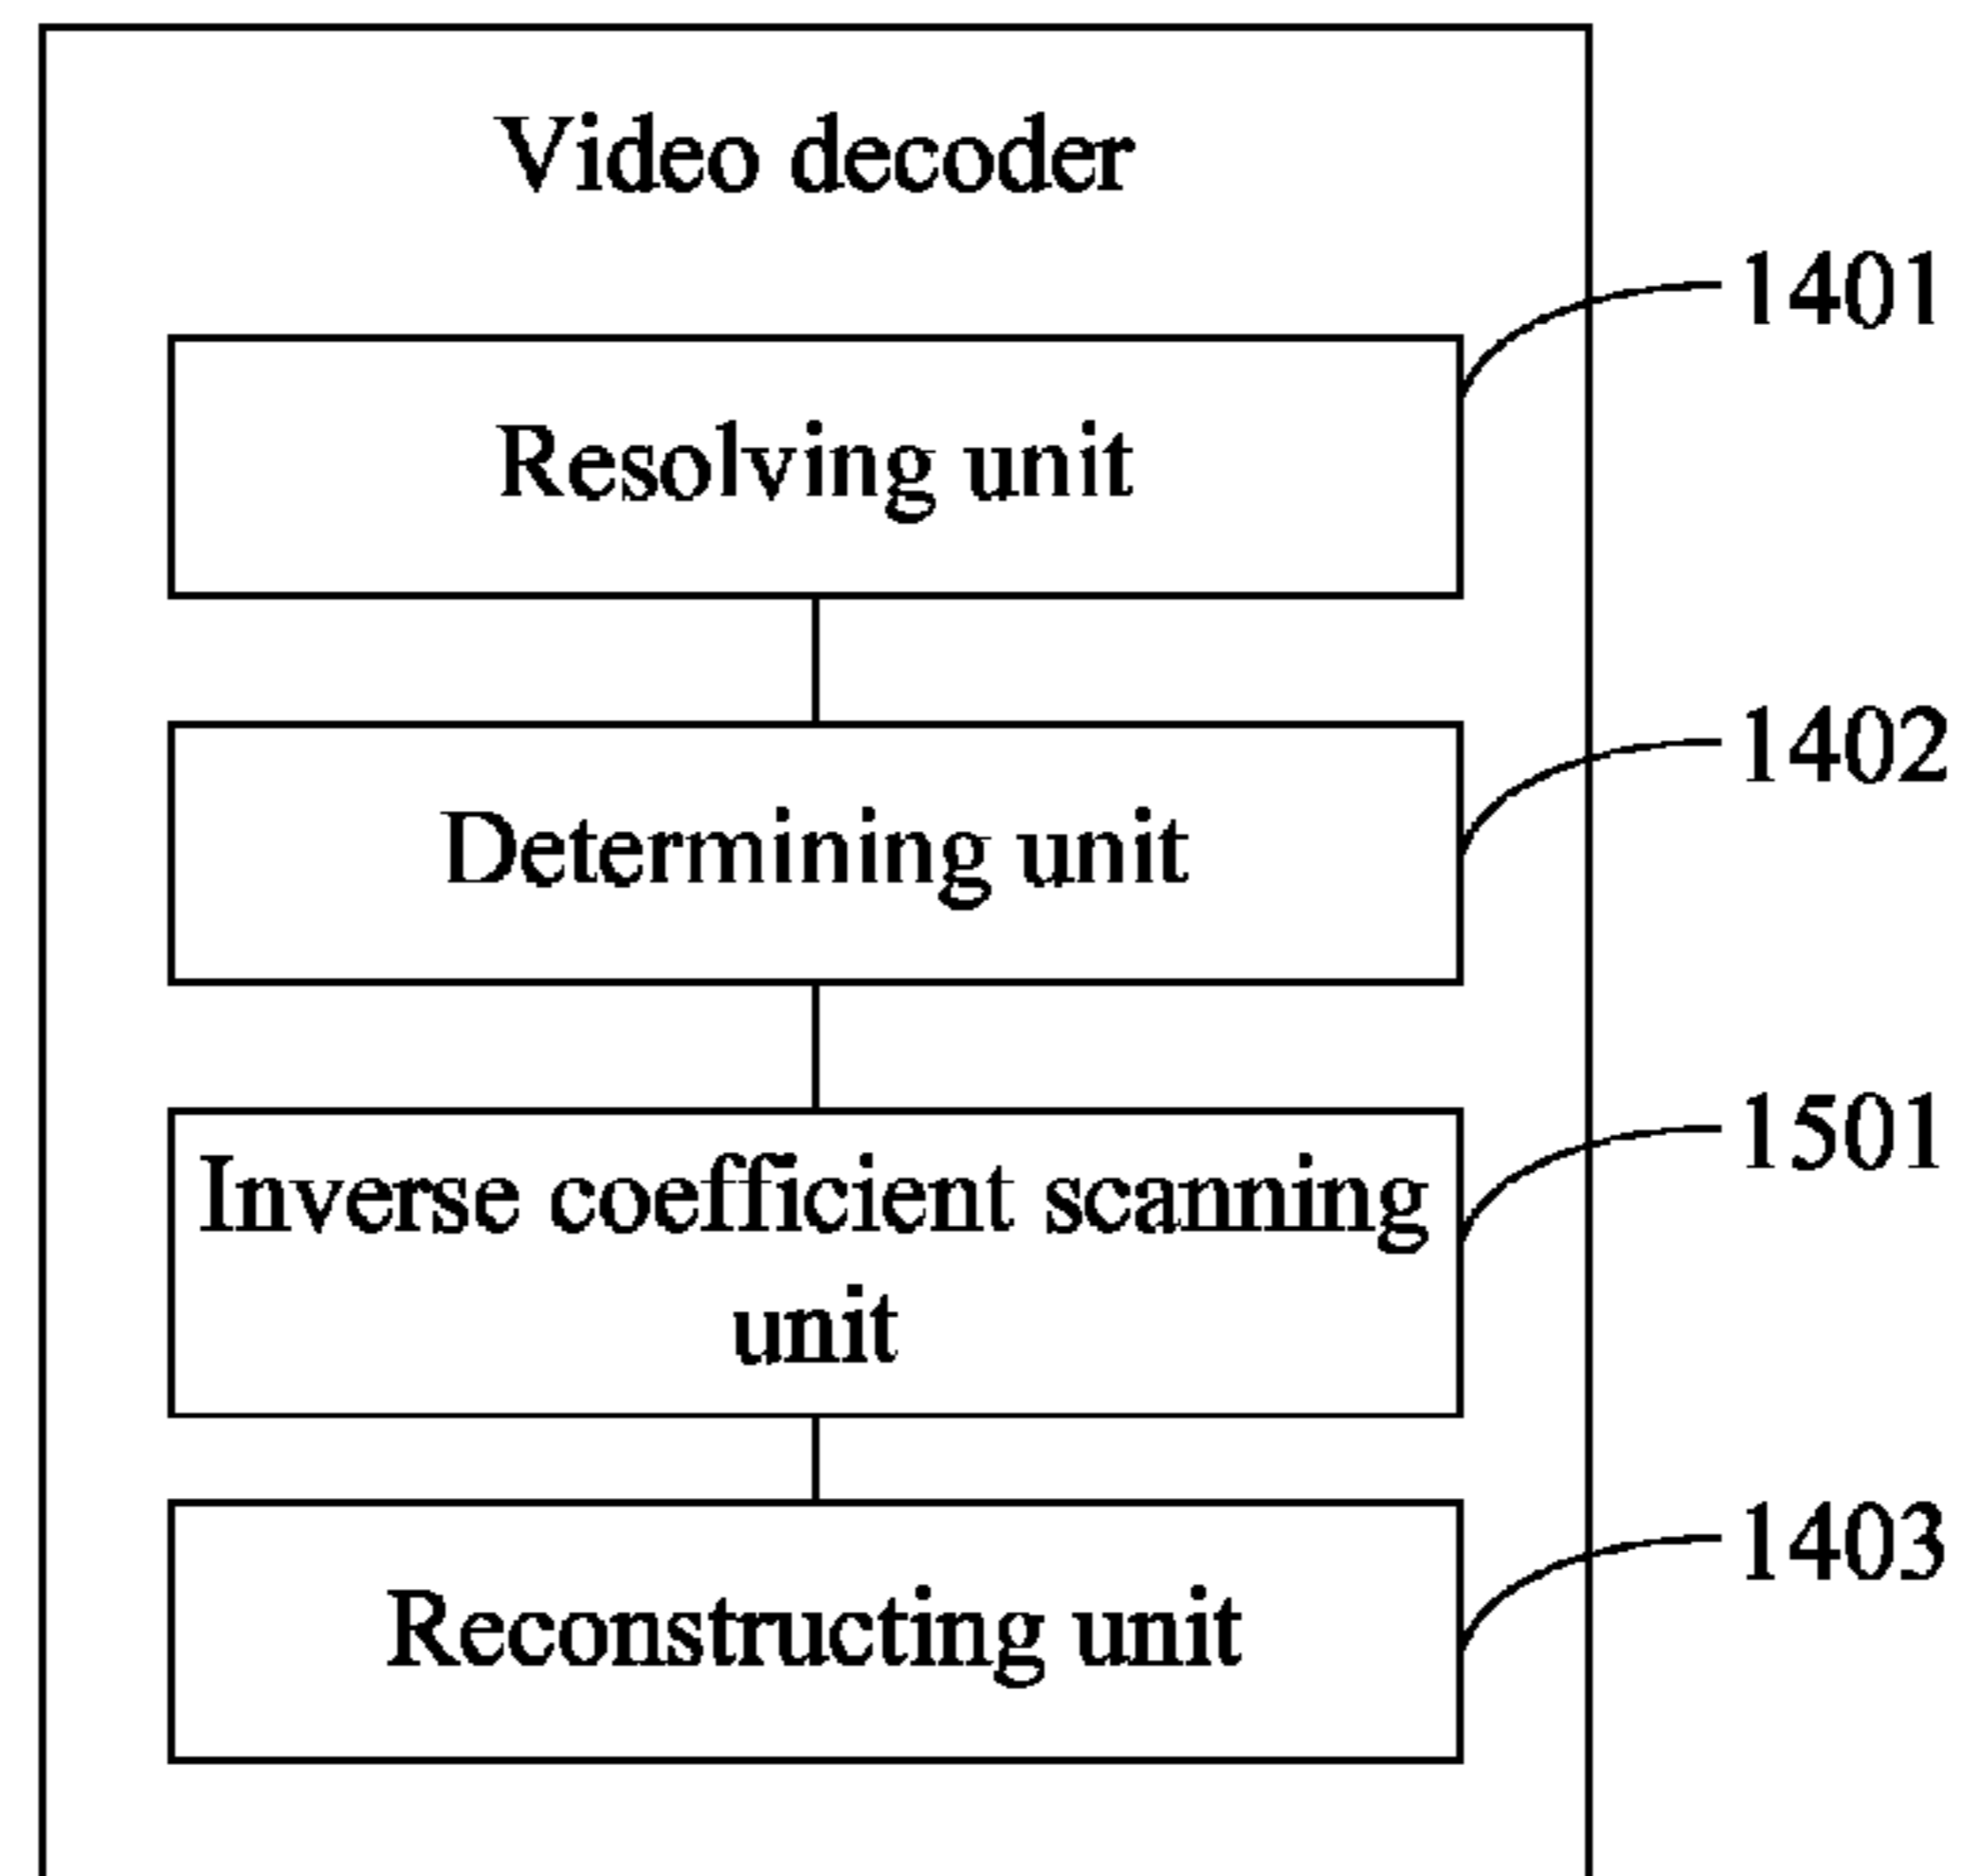 Video decoder
1401
Resolving unit
1402
Determining unit
1501
Inverse coefficient scanning
unit
1403
Reconstructing unit